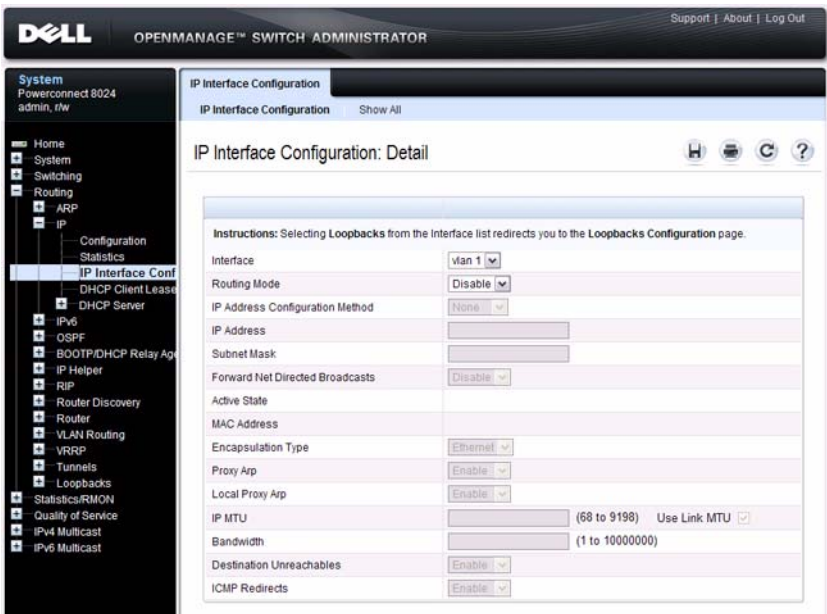 Support | About | Log Out
DELL
OPENMANAGE™ SWITCH ADMINISTRATOR
System
Powerconnect 8024
admin, r/w
Home
System
Switching
Routing
ARP
IP
Configuration
Statistics
IP Interface Conf
DHCP Client Lease
DHCP Server
IPv6
OSPF
BOOTP/DHCP Relay Age
IP Helper
RIP
Router Discovery
Router
VLAN Routing
VRRP
Tunnels
Loopbacks
Statistics/RMON
Quality of Service
IPv4 Multicast
IPv6 Multicast
IP Interface Configuration
IP Interface Configuration Show All
IP Interface Configuration: Detail
?
Instructions: Selecting Loopbacks from the Interface list redirects you to the Loopbacks Configuration page.
Interface vlan 1
Routing Mode Disable
IP Address Configuration Method None
IP Address
Subnet Mask
Forward Net Directed Broadcasts Disable
Active State
MAC Address
Encapsulation Type Ethernet
Proxy Arp Enable
Local Proxy Arp Enable
IP MTU (68 to 9198) Use Link MTU
Bandwidth (1 to 10000000)
Destination Unreachables Enable
ICMP Redirects Enable